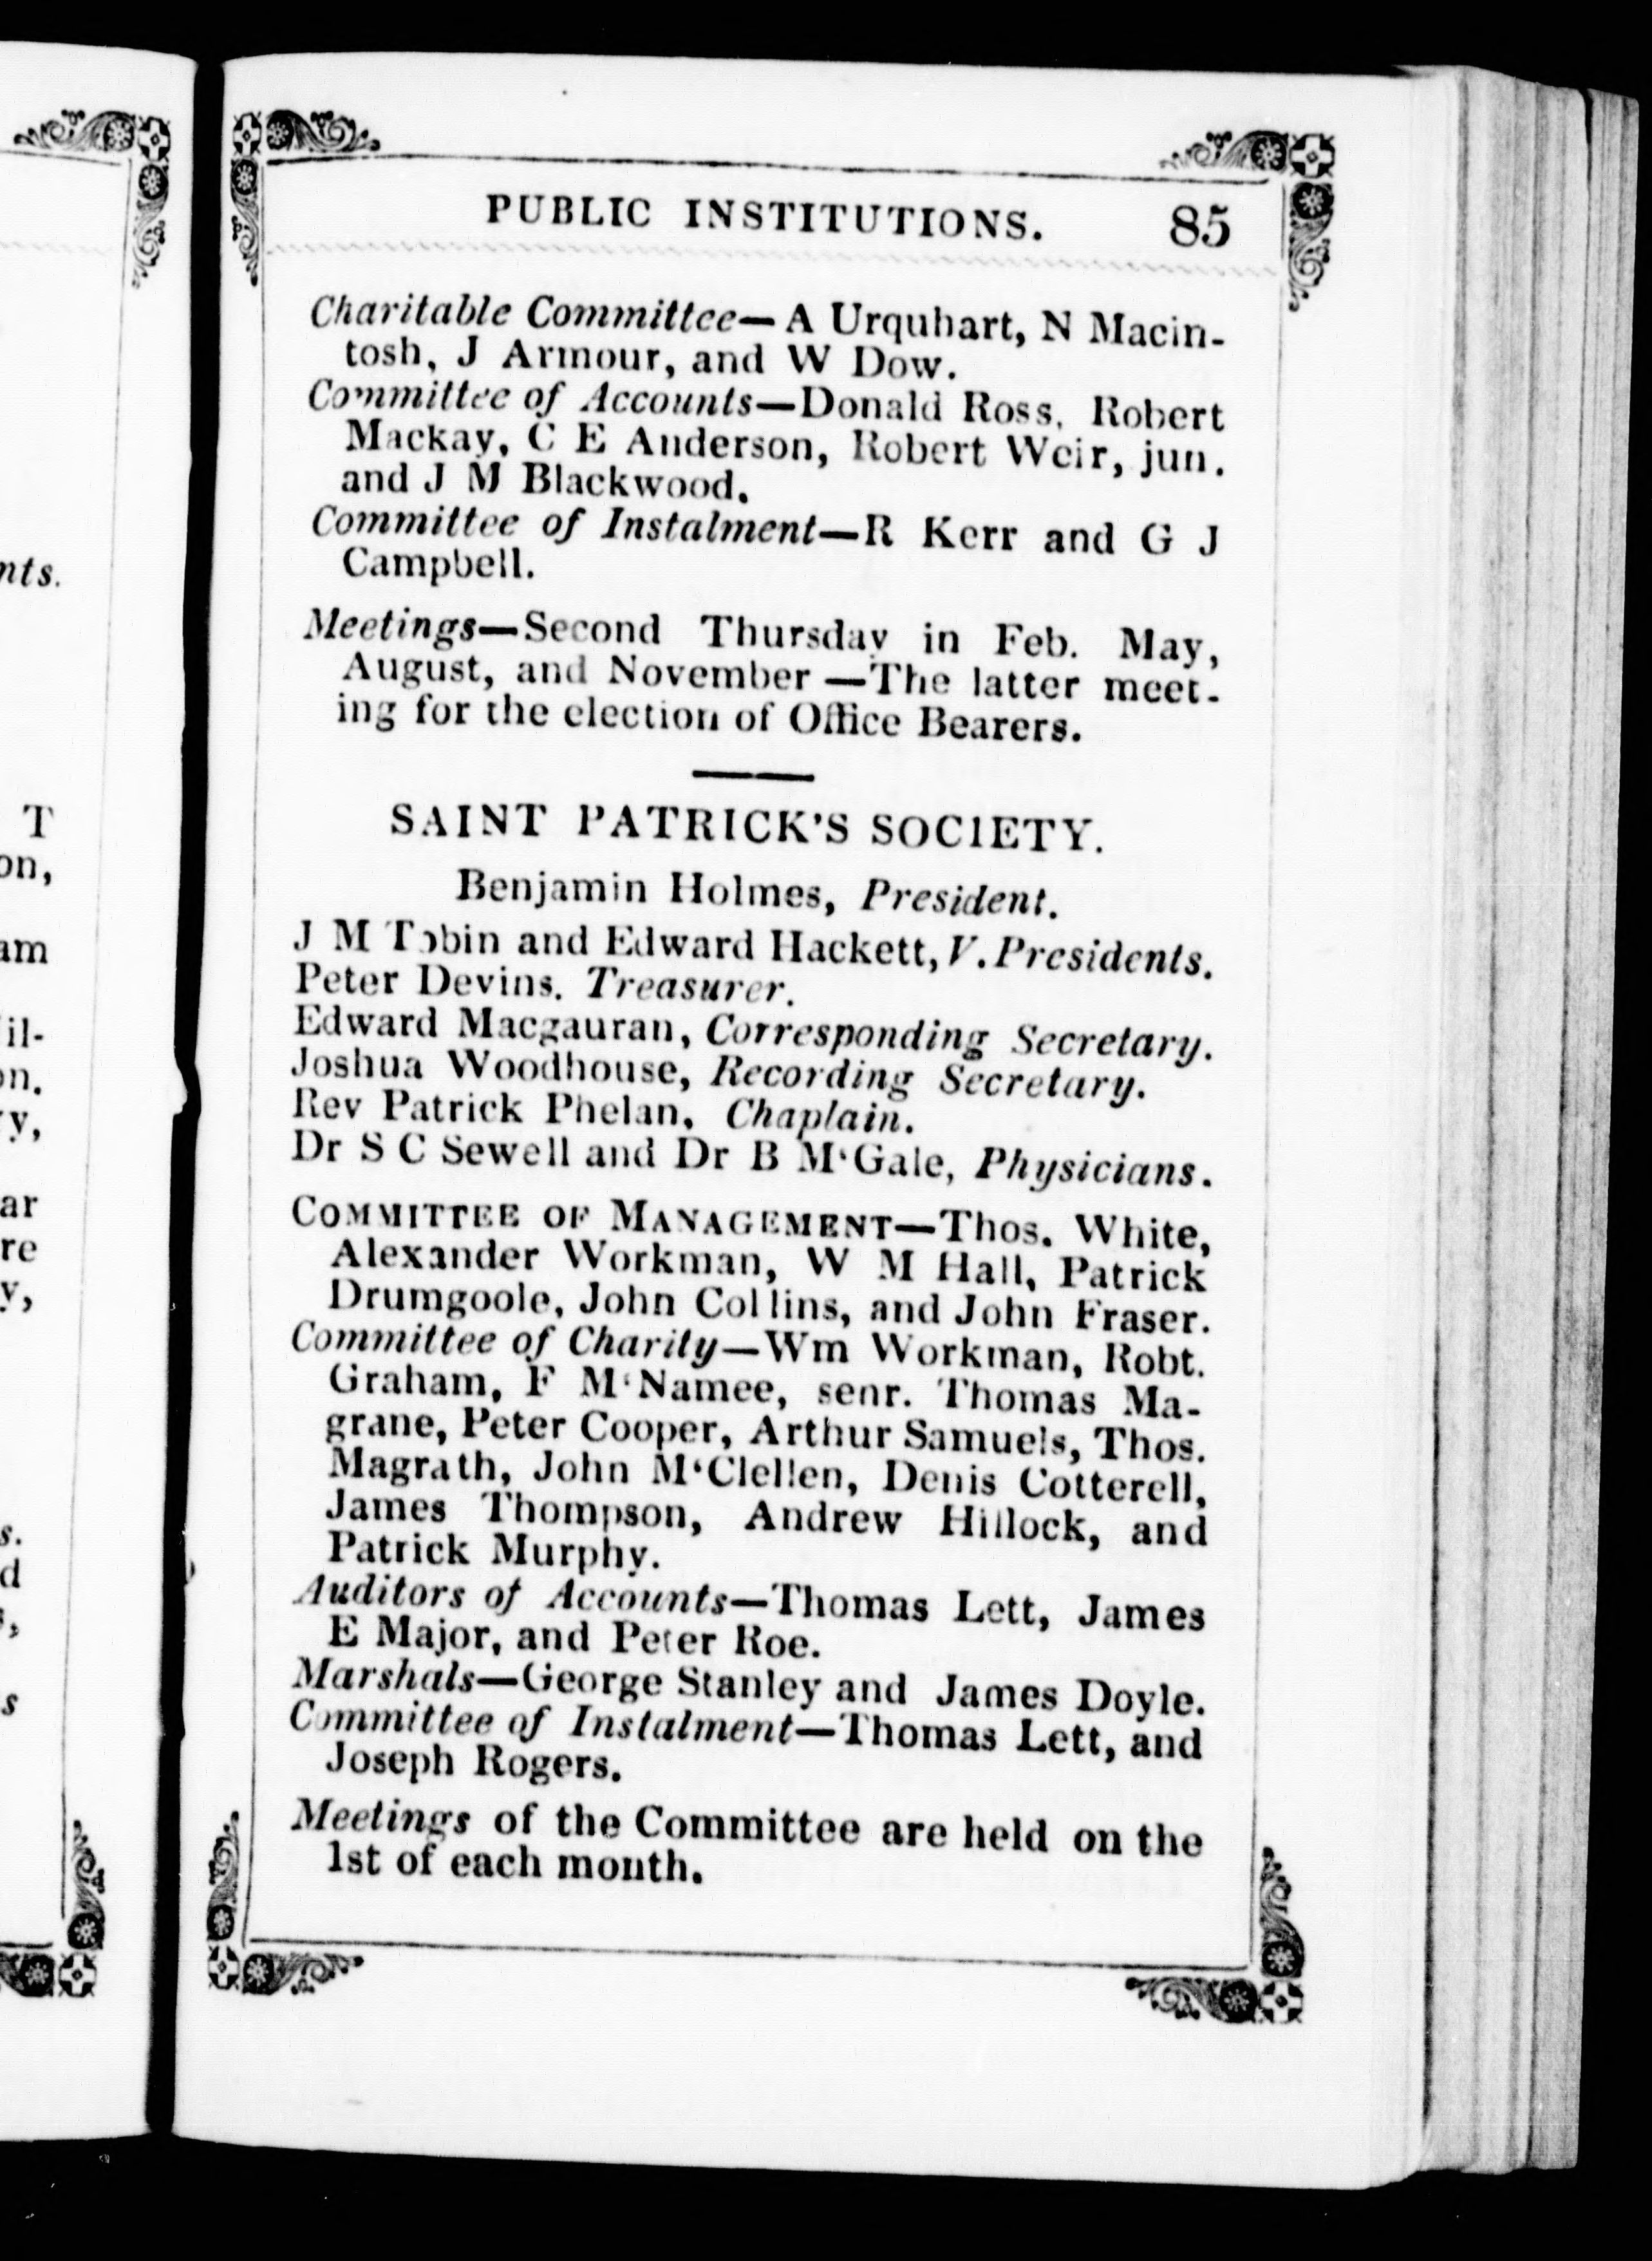 PUBLIC INSTITUTIONS. 85
Charitable Committee—A Urquhart, N Macin-
tosh, J Armour, and W Dow.
Committee of Accounts—Donald Ross, Robert
Mackay, C E Anderson, Robert Weir, jun.
and J M Blackwood.
Committee of Instalment—R Kerr and G J
Campbell.
Meetings—Second Thursday in Feb. May,
August, and November—The latter meet-
ing for the election of Office Bearers.
SAINT PATRICK'S SOCIETY.
Benjamin Holmes, President.
J M Tobin and Edward Hackett, V. Presidents.
Peter Devins. Treasurer.
Edward Macgauran, Corresponding Secretary.
Joshua Woodhouse, Recording Secretary.
Rev Patrick Phelan, Chaplain.
Dr S C Sewell and Dr B M'Gale, Physicians.
COMMITTEE OF MANAGEMENT—Thos. White,
Alexander Workman, W M Hall, Patrick
Drumgoole, John Collins, and John Fraser.
Committee of Charity—Wm Workman, Robt.
Graham, F M'Namee, senr. Thomas Ma-
grane, Peter Cooper, Arthur Samuels, Thos.
Magrath, John M'Clellen, Denis Cotterell,
James Thompson, Andrew Hillock, and
Patrick Murphy.
Auditors of Accounts—Thomas Lett, James
E Major, and Peter Roe.
Marshals—George Stanley and James Doyle.
Committee of Instalment—Thomas Lett, and
Joseph Rogers.
Meetings of the Committee are held on the
1st of each month.